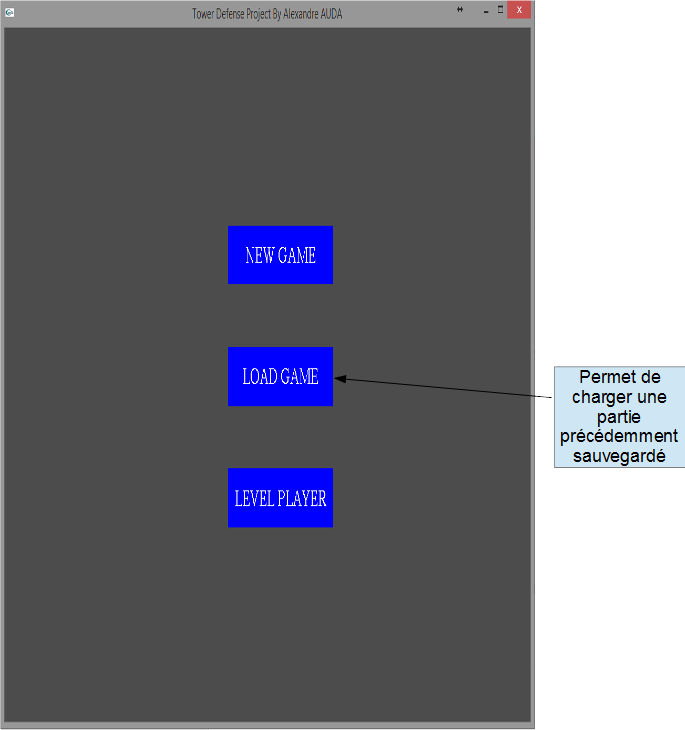 Tower Defense Project By Alexandre AUDA
NEW GAME
LOAD GAME
LEVEL PLAYER
Permet de
charger une
partie
précédemment
sauvegardé